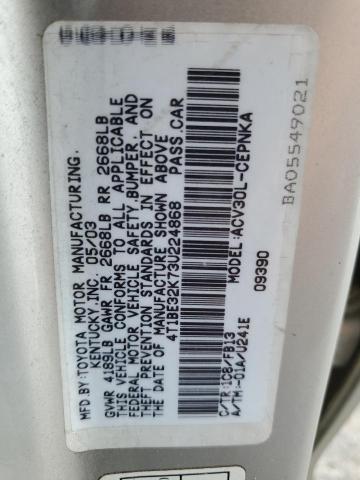 MFD.BY:TOYOTA MOTOR MANUFACTURING,
KENTUCKY,INC. 05/03
GVWR 4189LB GAWR FR 2668LB RR 2668LB
THIS VEHICLE CONFORMS TO ALL APPLICABLE
FEDERAL MOTOR VEHICLE SAFETY,BUMPER, AND
THEFT PREVENTION STANDARDS IN EFFECT ON
THE DATE OF MANUFACTURE SHOWN ABOVE
4T1BE32K73U224868 PASS.CAR
MODEL:ACV30L-CEPNKA
09390
C/TR:1C8/FB13
A/TM:-01A/U241E
BA05549021